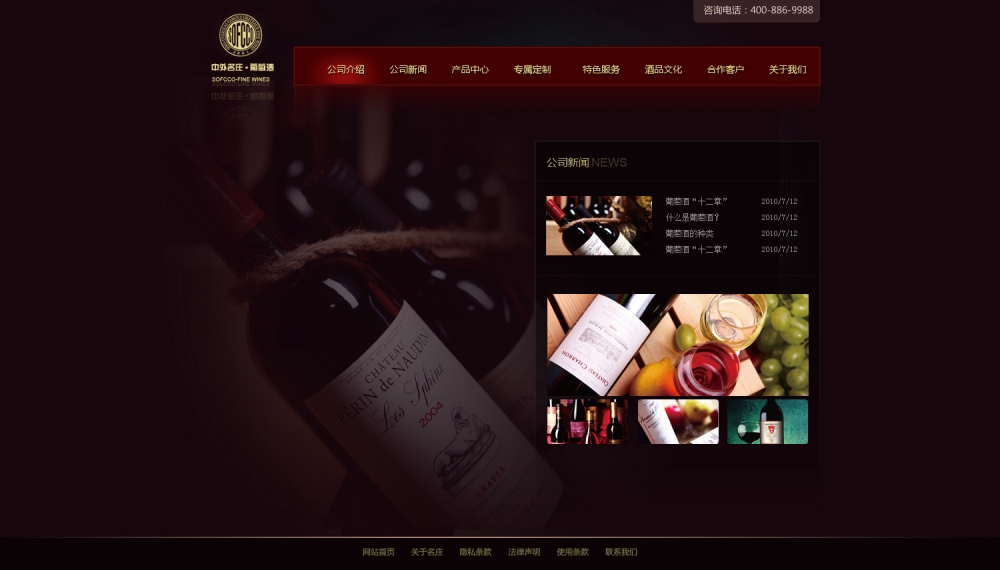 咨询电话：400-886-9988
SOFCCO
中外名庄·葡萄酒
SOFCCO-FINE WINES
公司介绍 公司新闻 产品中心 专属定制 特色服务 酒品文化 合作客户 关于我们
公司新闻 NEWS
葡萄酒“十二章” 2010/7/12
什么是葡萄酒？ 2010/7/12
葡萄酒的种类 2010/7/12
葡萄酒“十二章” 2010/7/12
CHÂTEAU
PERIN de NAUDIN
Les Sphinx
2004
GRAVES
CHATEAU CHARRON
网站首页 关于名庄 隐私条款 法律声明 使用条款 联系我们